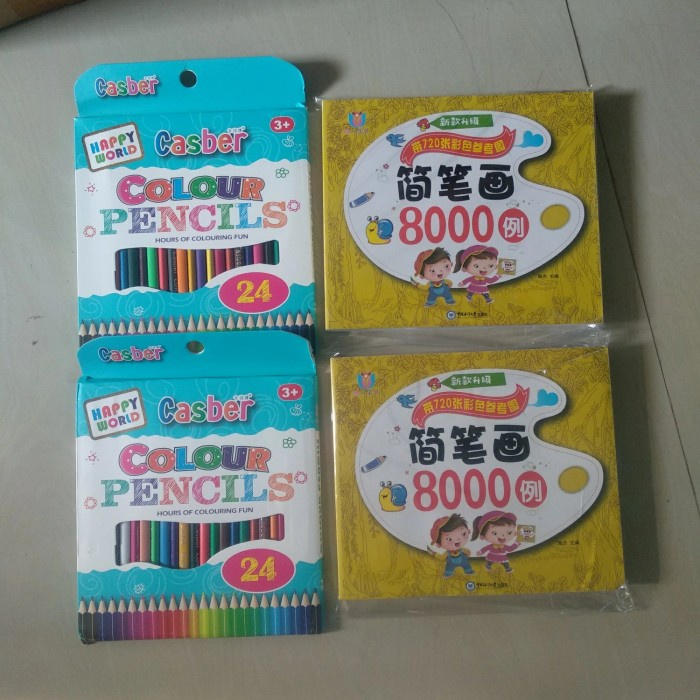 Casber
HAPPY
WORLD
Casber
3+
COLOUR
PENCILS
HOURS OF COLOURING FUN
24
新款升级
带720张彩色参考图
简笔画
8000例
Casber
HAPPY
WORLD
Casber
3+
COLOUR
PENCILS
HOURS OF COLOURING FUN
24
新款升级
带720张彩色参考图
简笔画
8000例